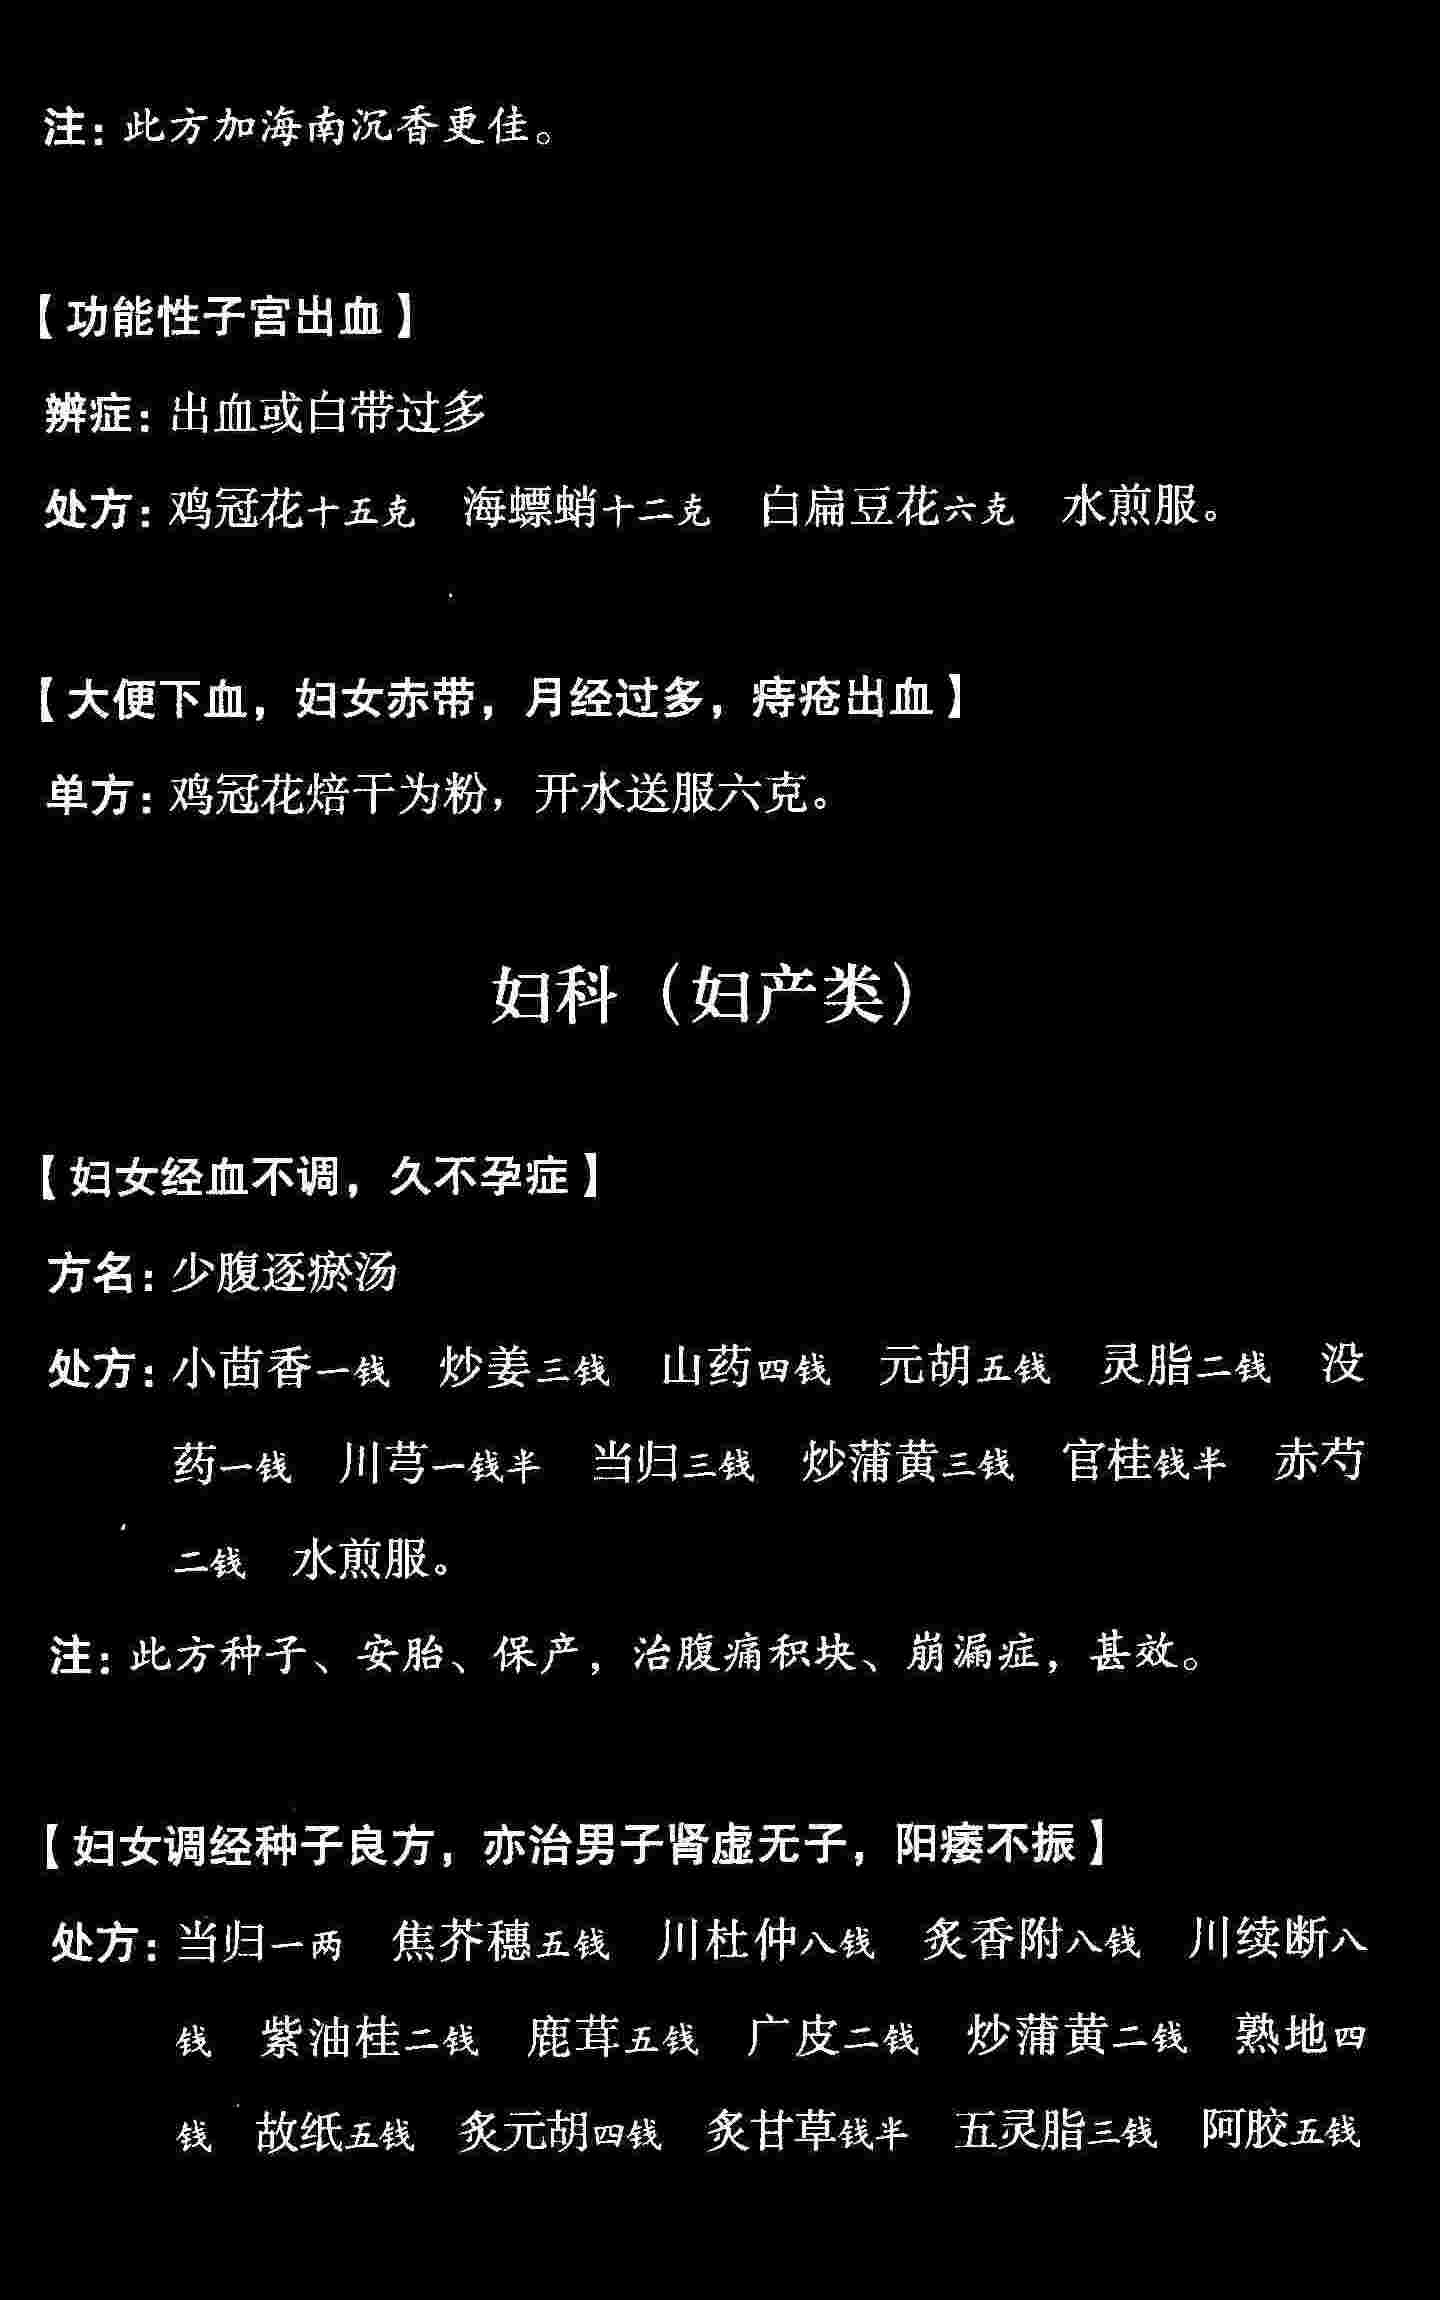 注：此方加海南沉香更佳。
【功能性子宫出血】
辨症：出血或白带过多
处方：鸡冠花十五克　海螵蛸十二克　白扁豆花六克　水煎服。
【大便下血，妇女赤带，月经过多，痔疮出血】
单方：鸡冠花焙干为粉，开水送服六克。
妇科（妇产类）
【妇女经血不调，久不孕症】
方名：少腹逐瘀汤
处方：小茴香一钱　炒姜三钱　山药四钱　元胡五钱　灵脂二钱　没
药一钱　川芎一钱半　当归三钱　炒蒲黄三钱　官桂钱半　赤芍
二钱　水煎服。
注：此方种子、安胎、保产，治腹痛积块、崩漏症，甚效。
【妇女调经种子良方，亦治男子肾虚无子，阳痿不振】
处方：当归一两　焦芥穗五钱　川杜仲八钱　炙香附八钱　川续断八
钱　紫油桂二钱　鹿茸五钱　广皮二钱　炒蒲黄二钱　熟地四
钱　故纸五钱　炙元胡四钱　炙甘草钱半　五灵脂三钱　阿胶五钱